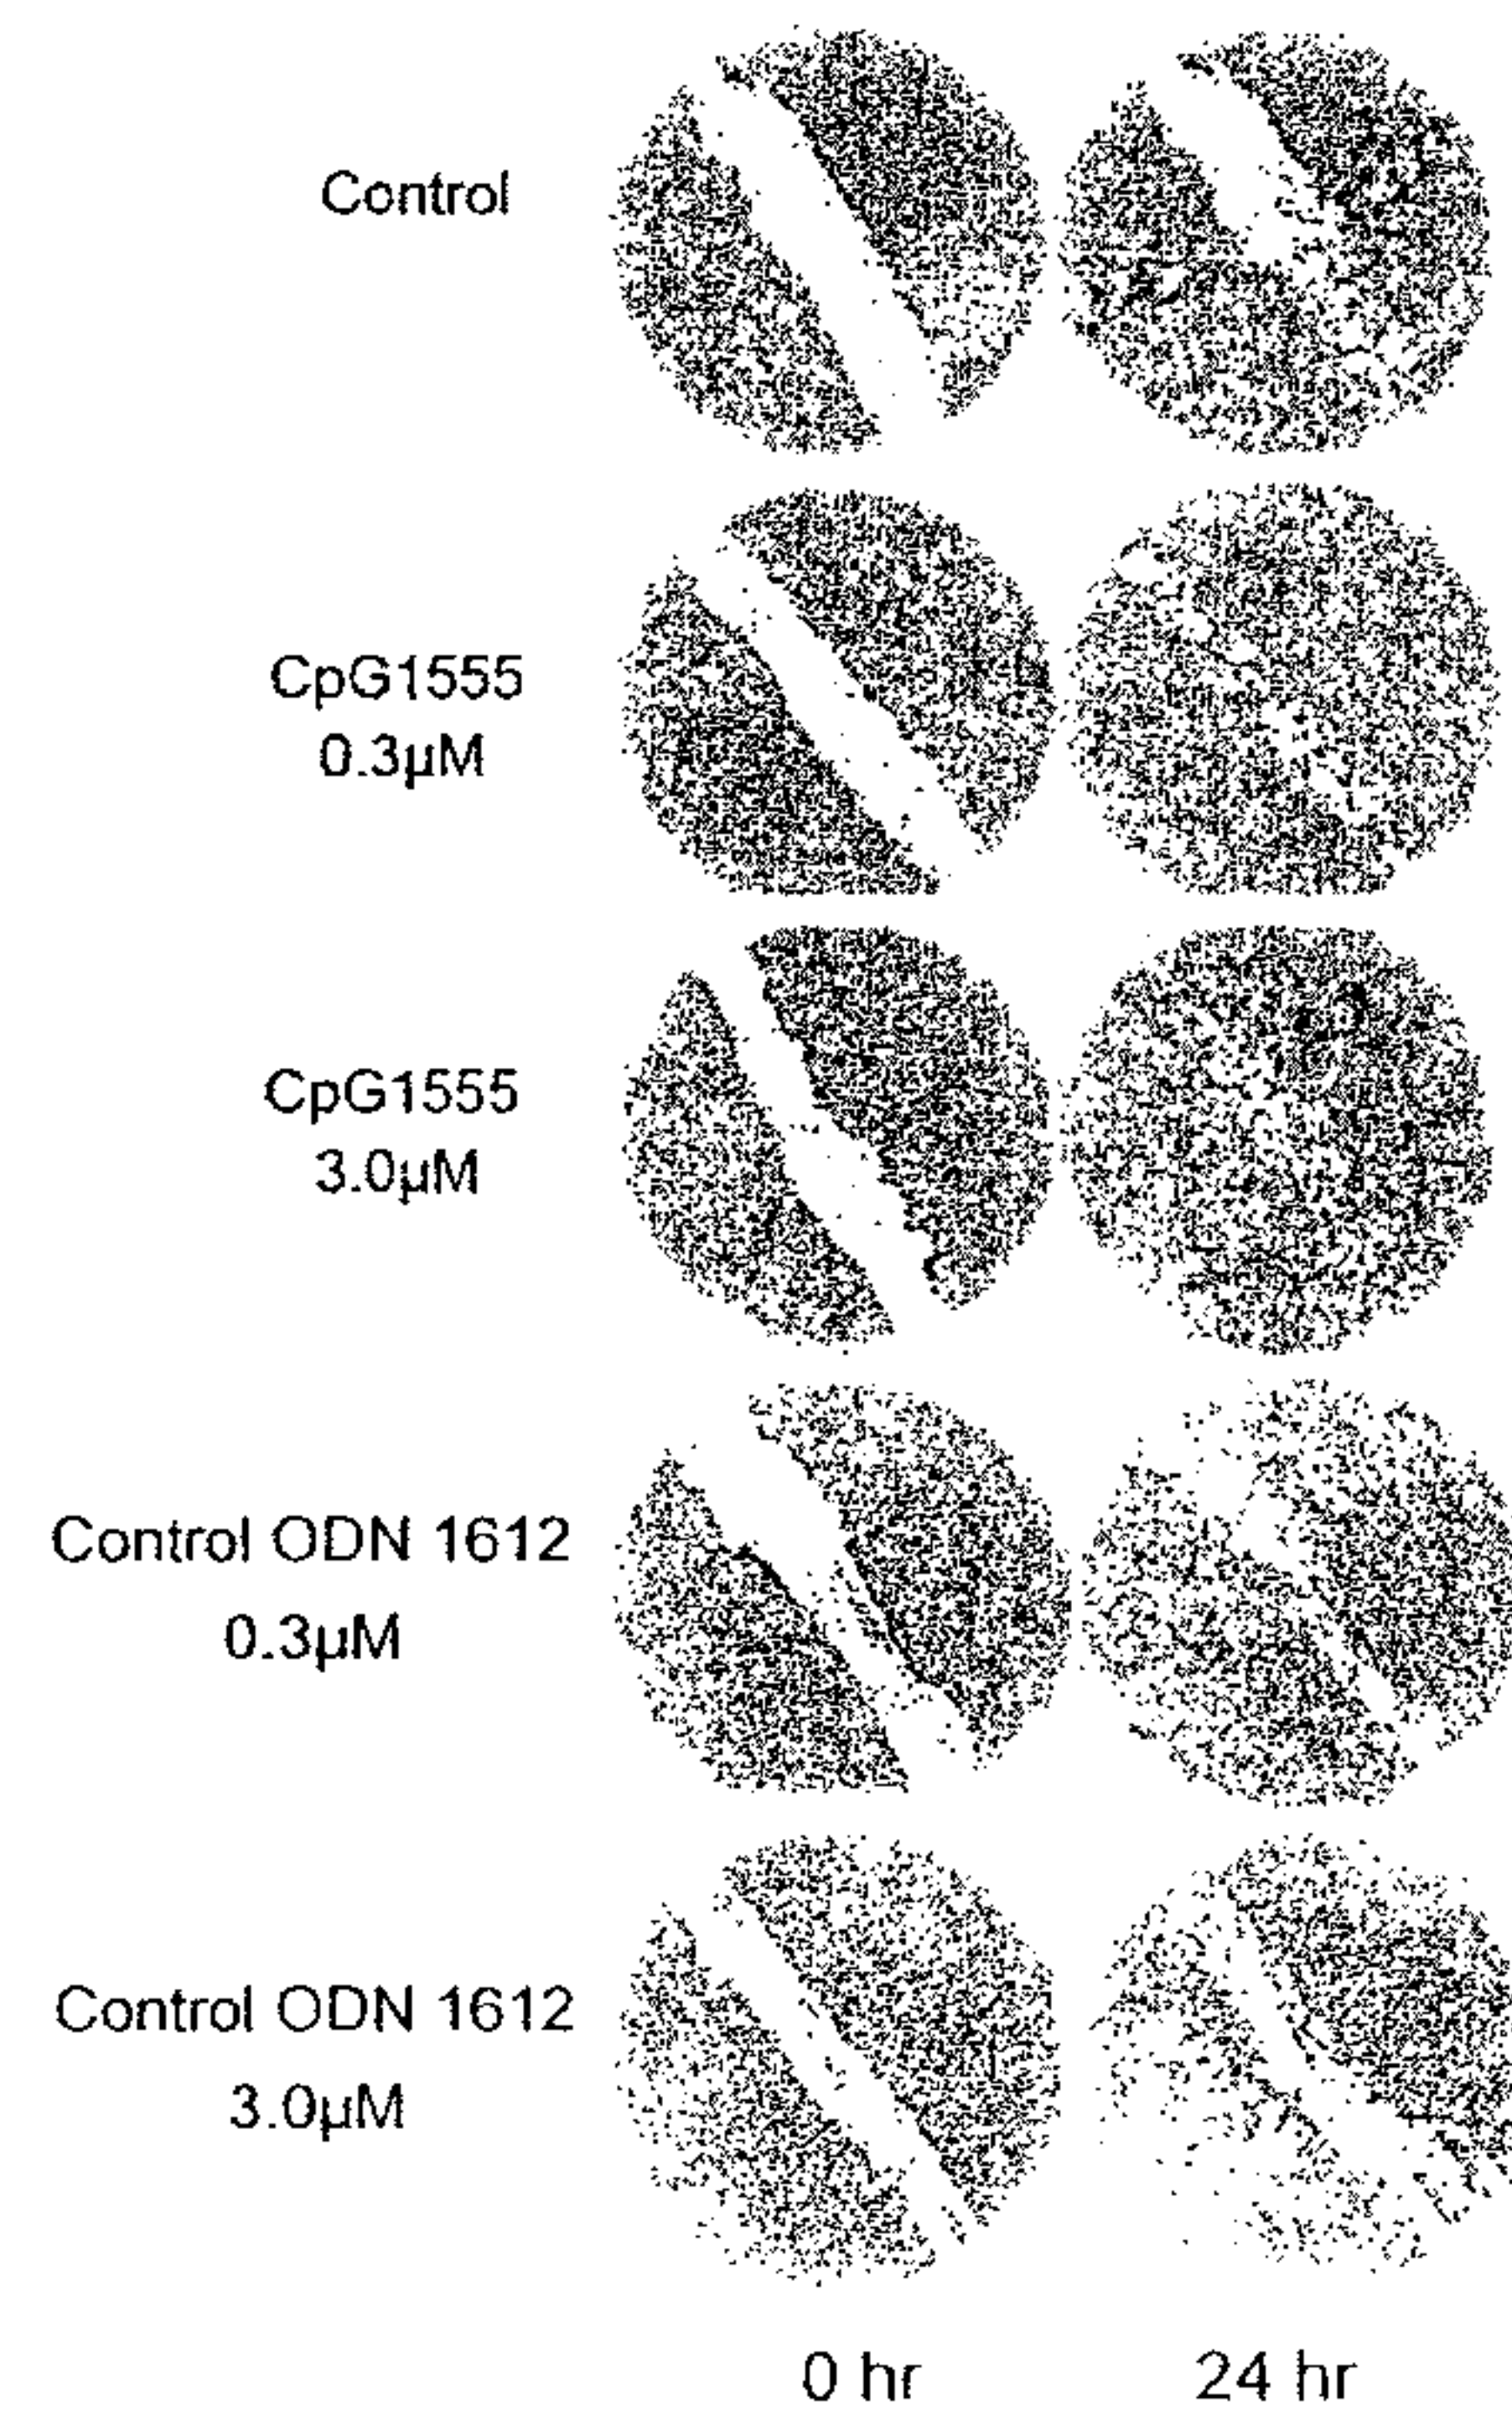 Control
CpG1555
0.3µM
CpG1555
3.0µM
Control ODN 1612
0.3µM
Control ODN 1612
3.0µM
0 hr
24 hr